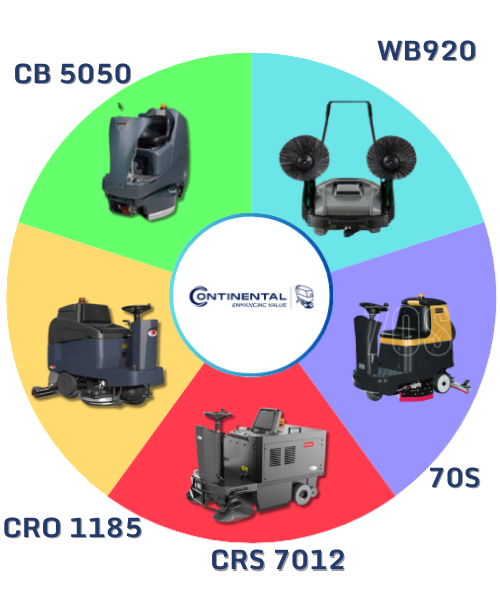 WB920
CB 5050
CONTINENTAL
ENHANCING VALUE
70S
CRO 1185
CRS 7012